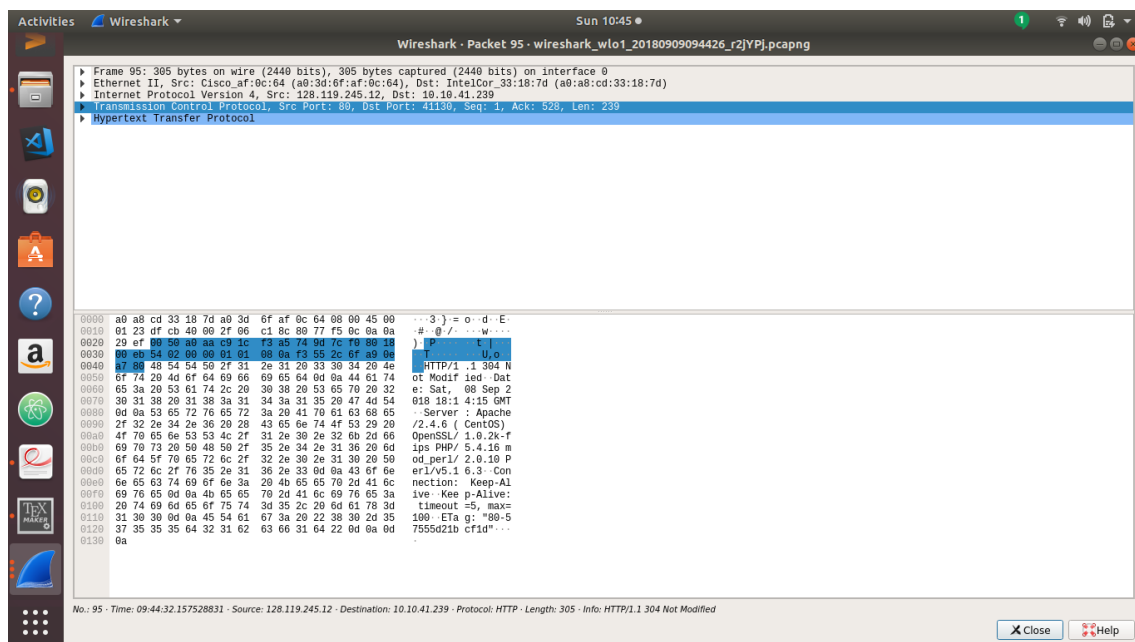 Activities Wireshark Sun 10:45 1
Wireshark · Packet 95 · wireshark_wlo1_20180909094426_r2jYPj.pcapng
Frame 95: 305 bytes on wire (2440 bits), 305 bytes captured (2440 bits) on interface 0
Ethernet II, Src: Cisco_af:0c:64 (a0:3d:6f:af:0c:64), Dst: IntelCor_33:18:7d (a0:a8:cd:33:18:7d)
Internet Protocol Version 4, Src: 128.119.245.12, Dst: 10.10.41.239
Transmission Control Protocol, Src Port: 80, Dst Port: 41130, Seq: 1, Ack: 528, Len: 239
Hypertext Transfer Protocol
0000 a0 a8 cd 33 18 7d a0 3d 6f af 0c 64 08 00 45 00 ···3·}·= o··d··E·
0010 01 23 df cb 40 00 2f 06 c1 8c 80 77 f5 0c 0a 0a ·#··@·/· ···w····
0020 29 ef 00 50 a0 aa c9 1c f3 a5 74 9d 7c f0 80 18 )··P···· ··t·|···
0030 00 eb 54 02 00 00 01 01 08 0a f3 55 2c 6f a9 0e ··T····· ···U,o··
0040 a7 80 48 54 54 50 2f 31 2e 31 20 33 30 34 20 4e ··HTTP/1 .1 304 N
0050 6f 74 20 4d 6f 64 69 66 69 65 64 0d 0a 44 61 74 ot Modif ied··Dat
0060 65 3a 20 53 61 74 2c 20 30 38 20 53 65 70 20 32 e: Sat, 08 Sep 2
0070 30 31 38 20 31 38 3a 31 34 3a 31 35 20 47 4d 54 018 18:1 4:15 GMT
0080 0d 0a 53 65 72 76 65 72 3a 20 41 70 61 63 68 65 ··Server : Apache
0090 2f 32 2e 34 2e 36 20 28 43 65 6e 74 4f 53 29 20 /2.4.6 ( CentOS)
00a0 4f 70 65 6e 53 53 4c 2f 31 2e 30 2e 32 6b 2d 66 OpenSSL/ 1.0.2k-f
00b0 69 70 73 20 50 48 50 2f 35 2e 34 2e 31 36 20 6d ips PHP/ 5.4.16 m
00c0 6f 64 5f 70 65 72 6c 2f 32 2e 30 2e 31 30 20 50 od_perl/ 2.0.10 P
00d0 65 72 6c 2f 76 35 2e 31 36 2e 33 0d 0a 43 6f 6e erl/v5.1 6.3··Con
00e0 6e 65 63 74 69 6f 6e 3a 20 4b 65 65 70 2d 41 6c nection: Keep-Al
00f0 69 76 65 0d 0a 4b 65 65 70 2d 41 6c 69 76 65 3a ive··Kee p-Alive:
0100 20 74 69 6d 65 6f 75 74 3d 35 2c 20 6d 61 78 3d timeout =5, max=
0110 31 30 30 0d 0a 45 54 61 67 3a 20 22 38 30 2d 35 100··ETa g: "80-5
0120 37 35 35 35 64 32 31 62 63 66 31 64 22 0d 0a 0d 7555d21b cf1d"···
0130 0a ·
No.: 95 · Time: 09:44:32.157528831 · Source: 128.119.245.12 · Destination: 10.10.41.239 · Protocol: HTTP · Length: 305 · Info: HTTP/1.1 304 Not Modified
Close Help
TEX
MAKER